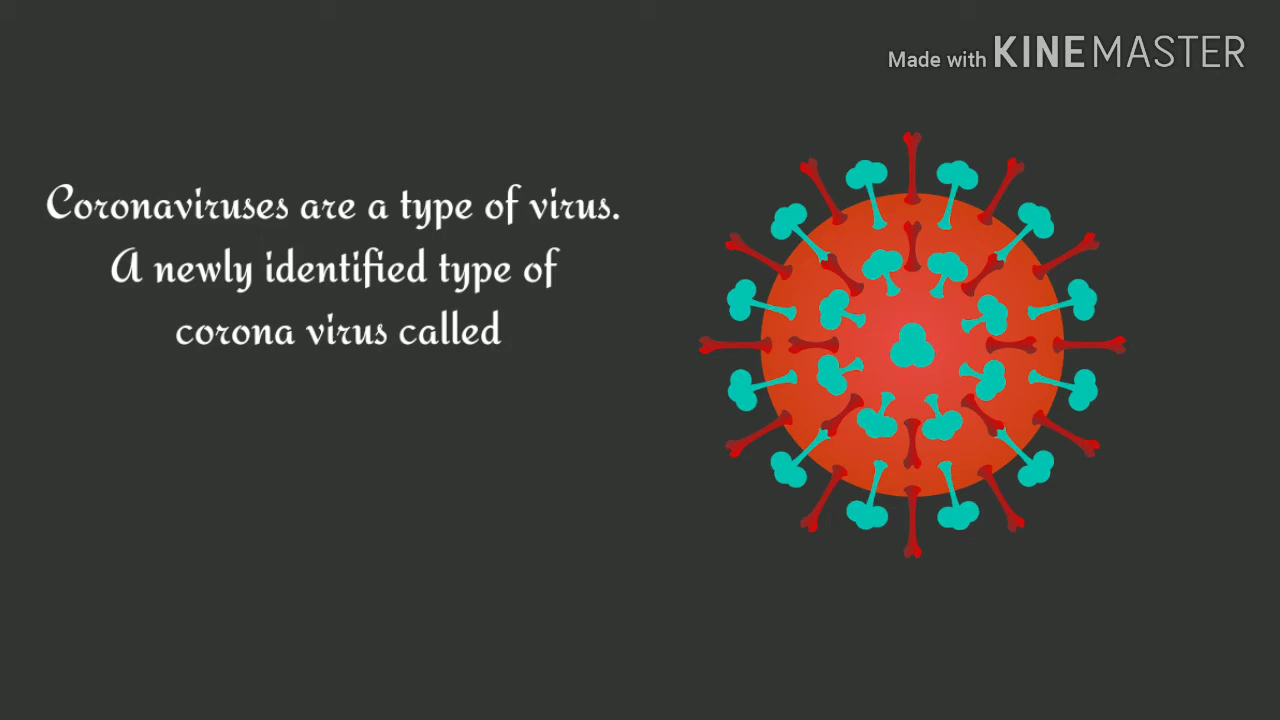 Made with KINEMASTER
Coronaviruses are a type of virus.
A newly identified type of
corona virus called